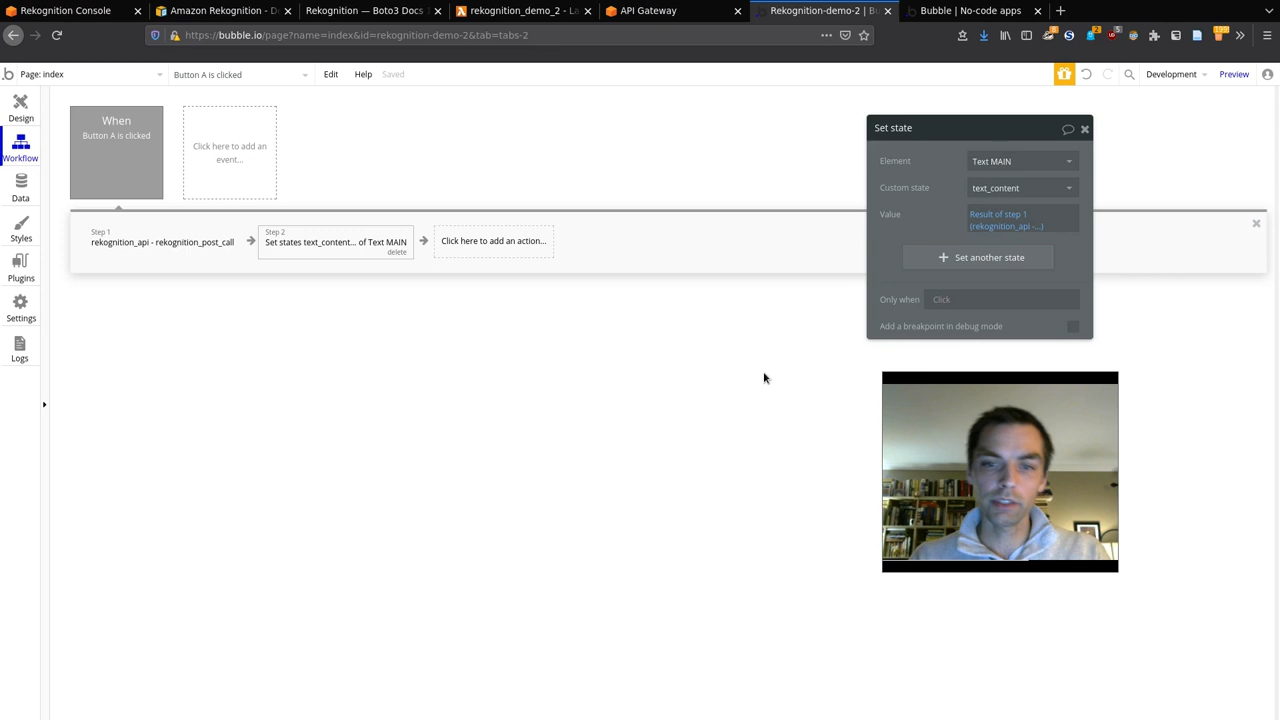 Rekognition Console
Amazon Rekognition - D
Rekognition — Boto3 Docs
rekognition_demo_2 - La
API Gateway
Rekognition-demo-2 | Bu
Bubble | No-code apps
https://bubble.io/page?name=index&id=rekognition-demo-2&tab=tabs-2
Page: index
Button A is clicked
Edit
Help
Saved
Development
Preview
Design
Workflow
Data
Styles
Plugins
Settings
Logs
When
Button A is clicked
Click here to add an
event...
Step 1
rekognition_api - rekognition_post_call
Step 2
Set states text_content... of Text MAIN
delete
Click here to add an action...
Set state
Element
Text MAIN
Custom state
text_content
Value
Result of step 1
(rekognition_api -...)
Set another state
Only when
Click
Add a breakpoint in debug mode